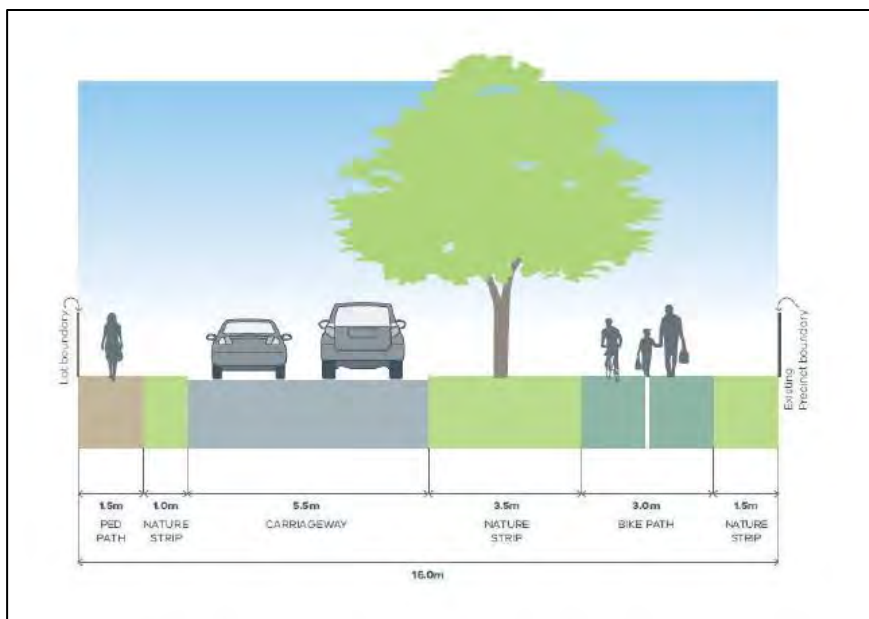 Lot boundary
Existing
Precinct boundary
1.5m
PED
PATH
1.0m
NATURE
STRIP
5.5m
CARRIAGEWAY
3.5m
NATURE
STRIP
3.0m
BIKE PATH
1.5m
NATURE
STRIP
16.0m